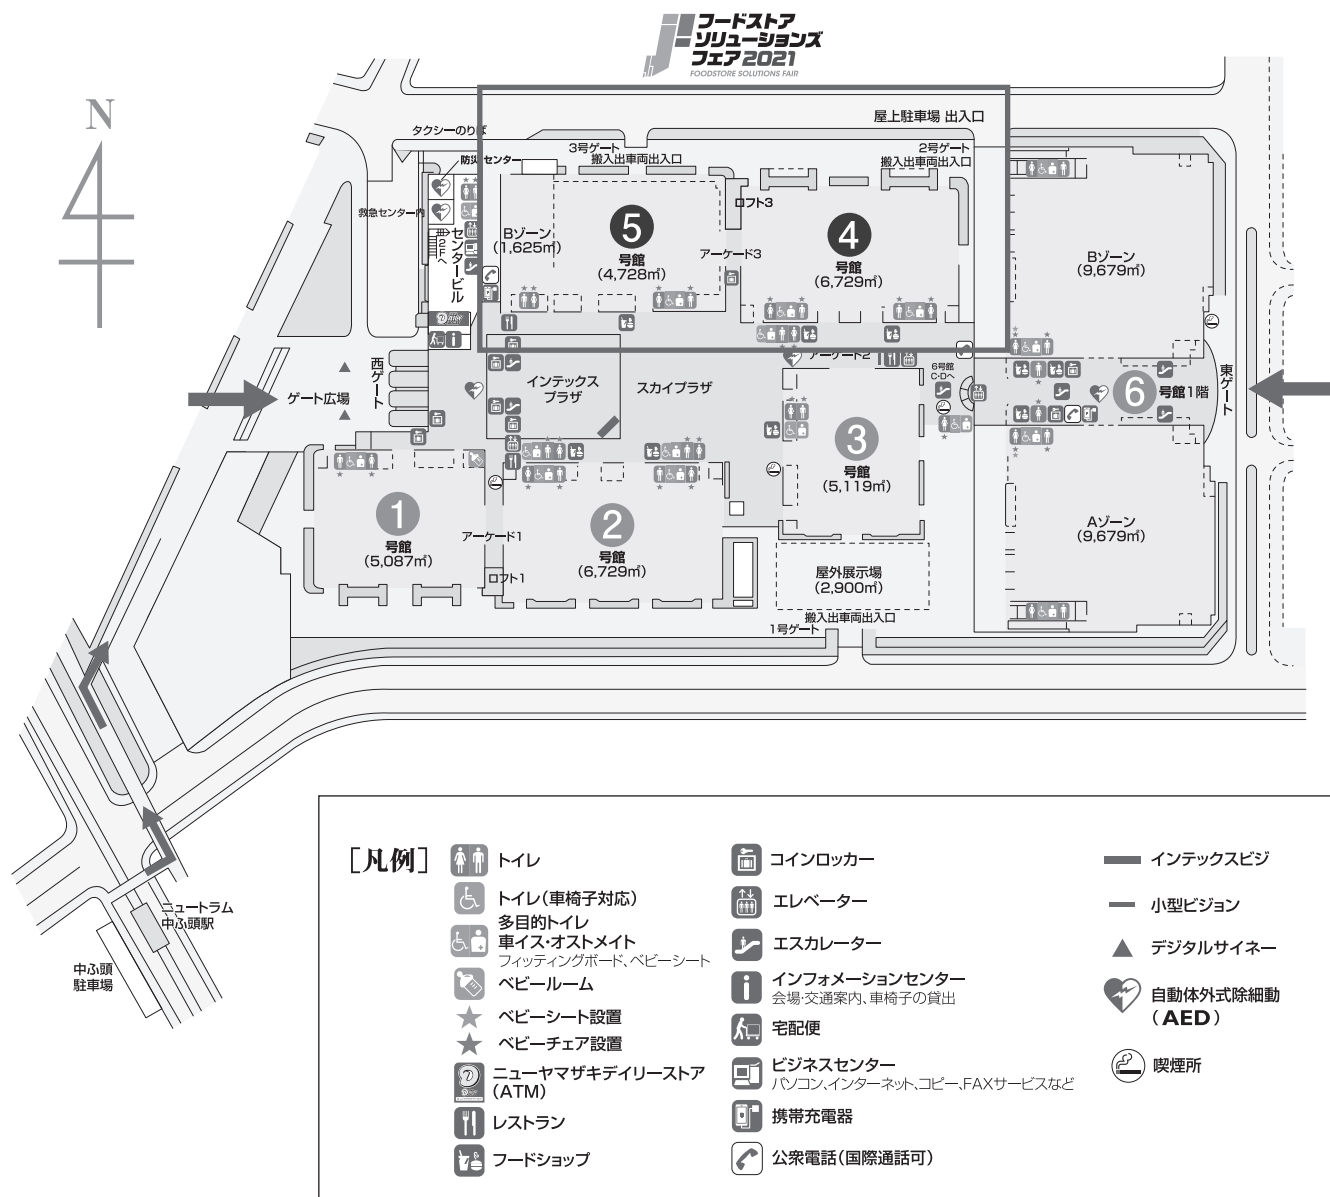 フードストア
ソリューションズ
フェア2021
FOODSTORE SOLUTIONS FAIR
N
屋上駐車場 出入口
タクシーのりば
3号ゲート
搬入出車両出入口
2号ゲート
搬入出車両出入口
防災センター
救急センター内
2Fへ
センタービル
Bゾーン
(1,625㎡)
5
号館
(4,728㎡)
ロフト3
アーケード3
4
号館
(6,729㎡)
Bゾーン
(9,679㎡)
西ゲート
ゲート広場
インテックス
プラザ
スカイプラザ
アーケード2
6号館
C・Dへ
6
号館1階
東ゲート
3
号館
(5,119㎡)
1
号館
(5,087㎡)
アーケード1
ロフト1
2
号館
(6,729㎡)
Aゾーン
(9,679㎡)
屋外展示場
(2,900㎡)
搬入出車両出入口
1号ゲート
ニュートラム
中ふ頭駅
中ふ頭
駐車場
[凡例]
トイレ
トイレ(車椅子対応)
多目的トイレ
車イス・オストメイト
フィッティングボード、ベビーシート
ベビールーム
ベビーシート設置
ベビーチェア設置
ニューヤマザキデイリーストア
(ATM)
レストラン
フードショップ
コインロッカー
エレベーター
エスカレーター
インフォメーションセンター
会場・交通案内、車椅子の貸出
宅配便
ビジネスセンター
パソコン、インターネット、コピー、FAXサービスなど
携帯充電器
公衆電話(国際通話可)
インテックスビジ
小型ビジョン
デジタルサイネー
自動体外式除細動
(AED)
喫煙所